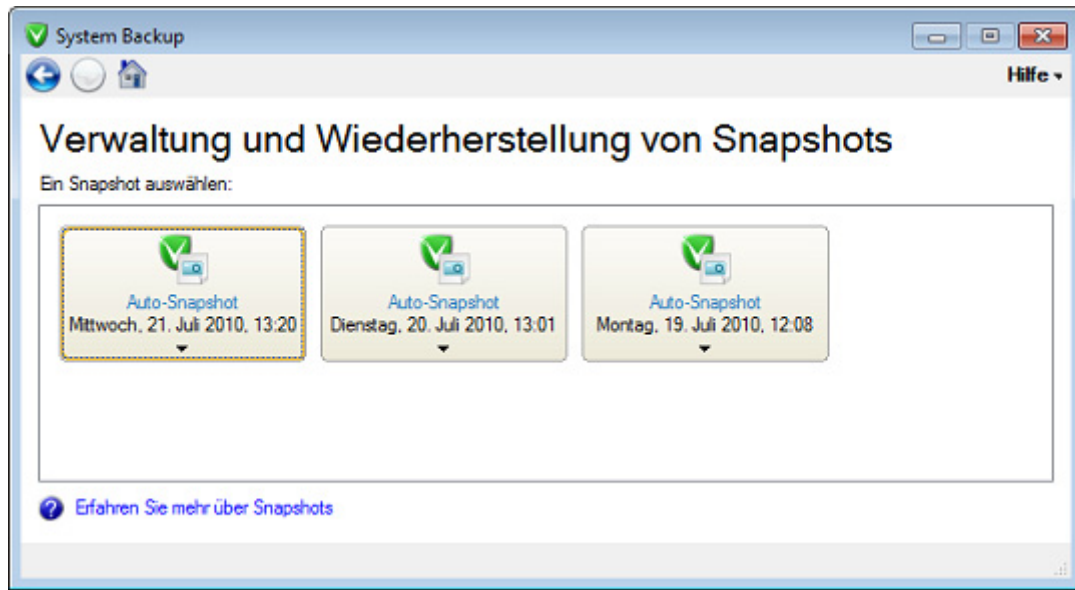 System Backup
Hilfe
Verwaltung und Wiederherstellung von Snapshots
Ein Snapshot auswählen:
Auto-Snapshot
Mittwoch, 21. Juli 2010, 13:20
Auto-Snapshot
Dienstag, 20. Juli 2010, 13:01
Auto-Snapshot
Montag, 19. Juli 2010, 12:08
Erfahren Sie mehr über Snapshots